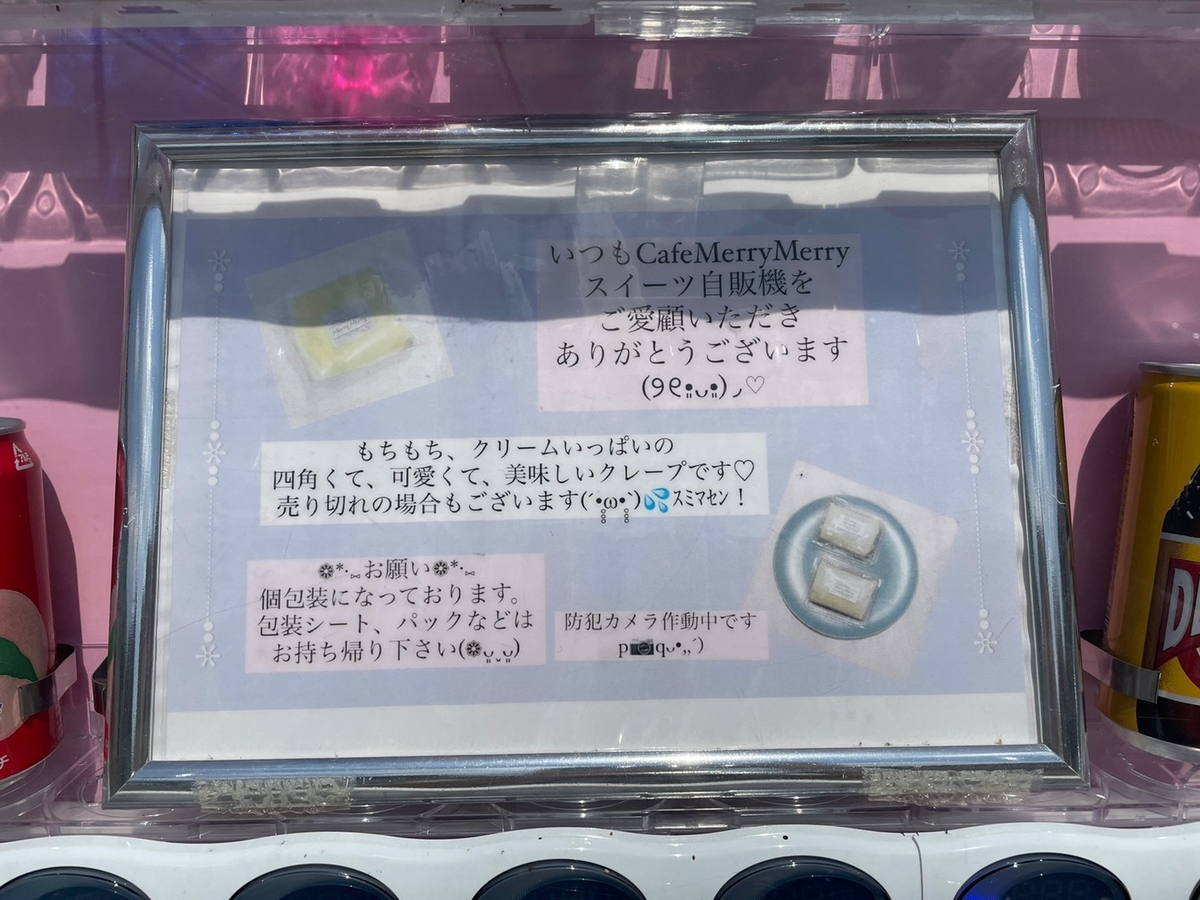 いつもCafeMerryMerry
スイーツ自販機を
ご愛顧いただき
ありがとうございます
(୨୧•̤ᴗ•̤)◞♡
もちもち、クリームいっぱいの
四角くて、可愛くて、美味しいクレープです♡
売り切れの場合もございます(´•̥ω•̥`)💦ｽﾐﾏｾﾝ！
❁*·⑅お願い❁*·⑅
個包装になっております。
包装シート、パックなどは
お持ち帰り下さい(❁ᴗ͈ˬᴗ͈)
防犯カメラ作動中です
p📷qᴗ•„´)